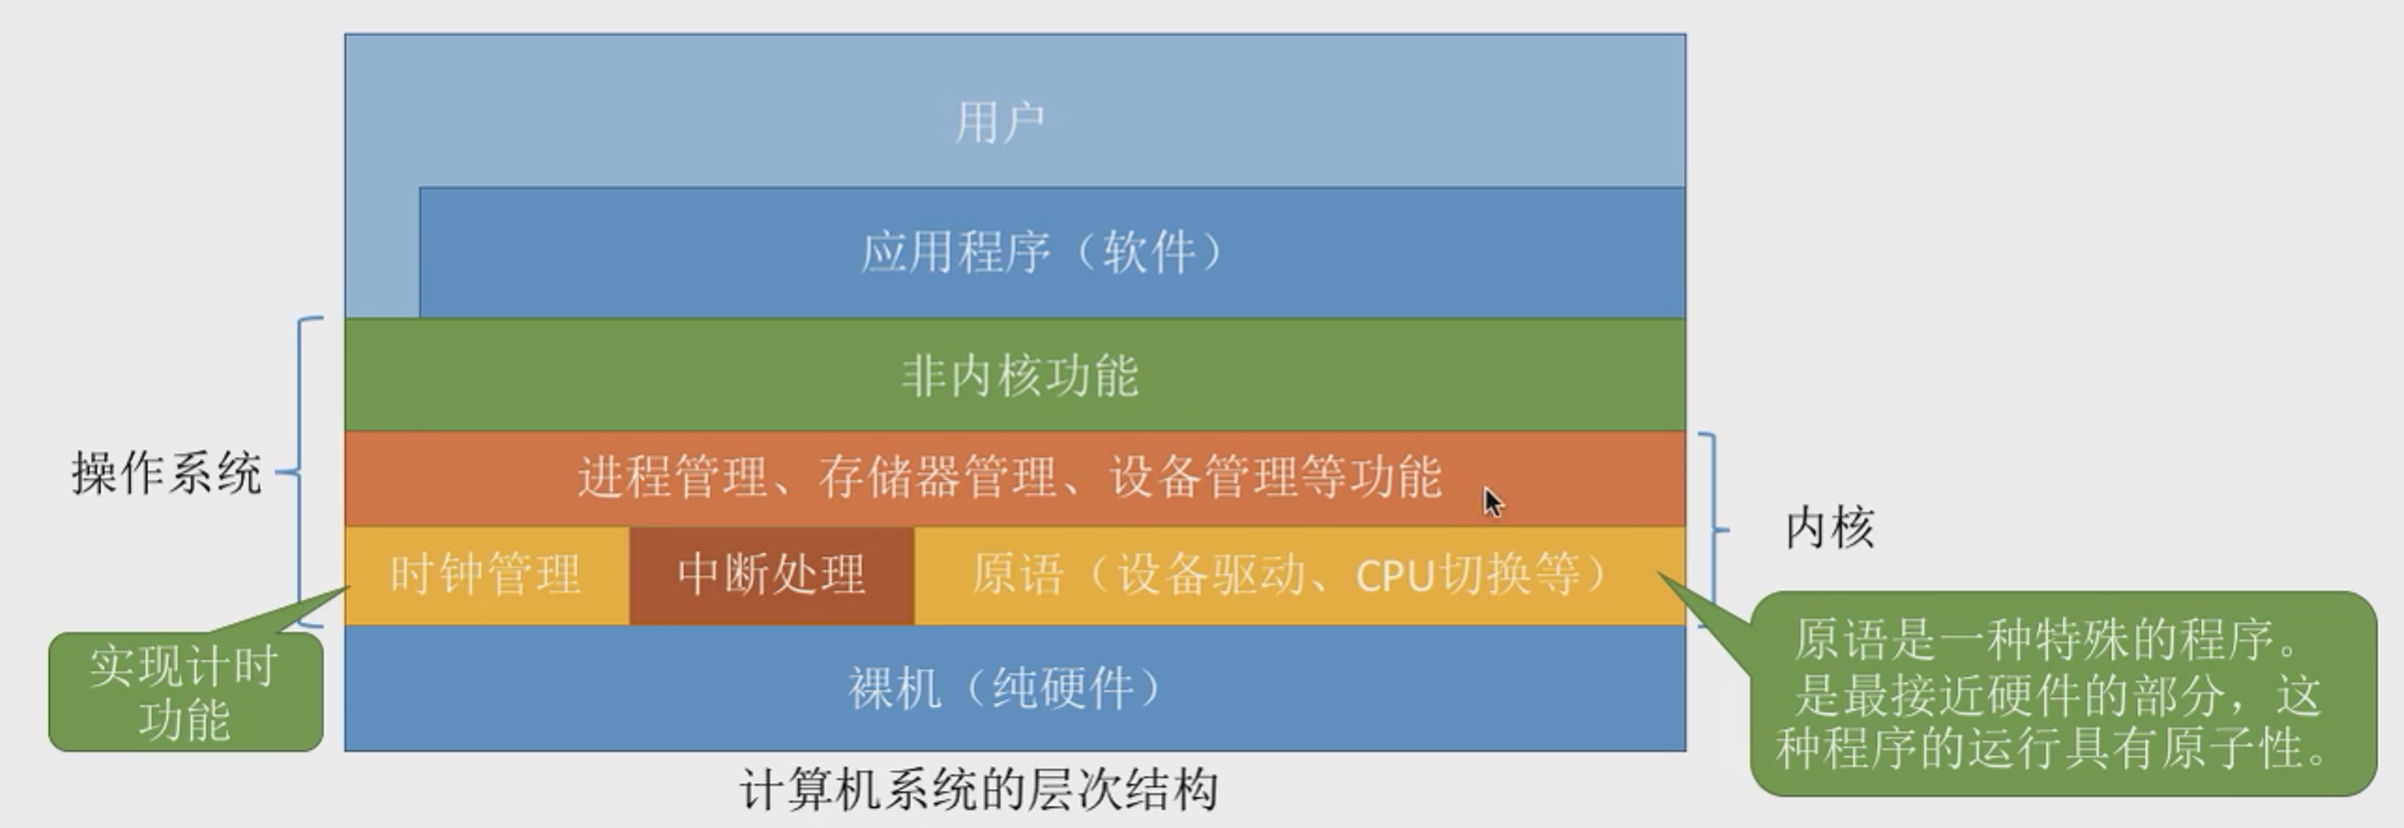 用户
应用程序（软件）
非内核功能
操作系统
进程管理、存储器管理、设备管理等功能
内核
时钟管理
中断处理
原语（设备驱动、CPU切换等）
实现计时
功能
裸机（纯硬件）
原语是一种特殊的程序。
是最接近硬件的部分，这
种程序的运行具有原子性。
计算机系统的层次结构